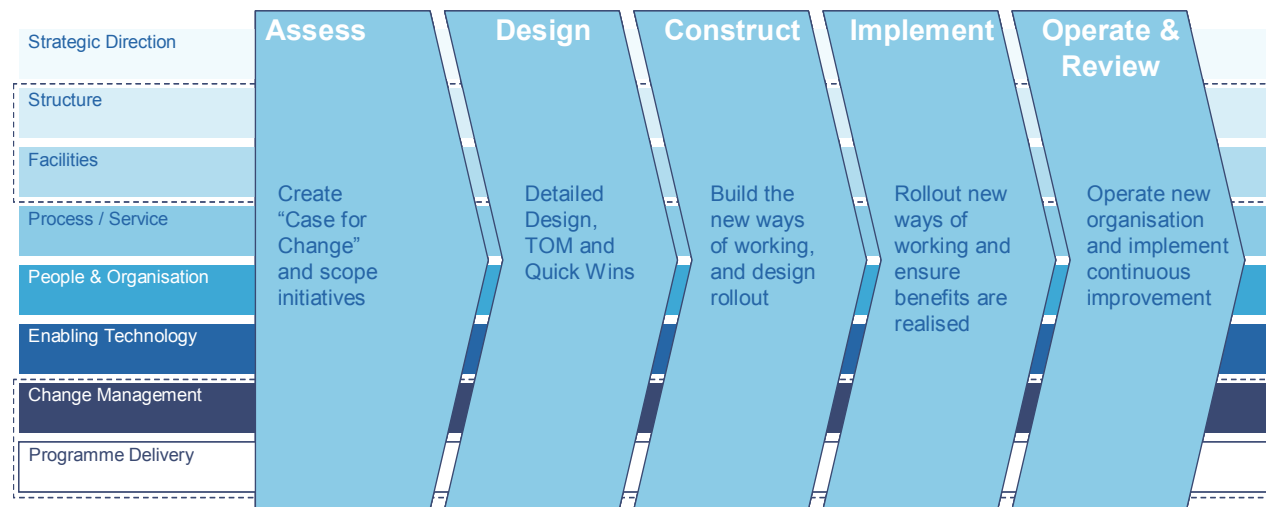 Strategic Direction
Structure
Facilities
Process / Service
People & Organisation
Enabling Technology
Change Management
Programme Delivery
Assess
Create
“Case for
Change”
and scope
initiatives
Design
Detailed
Design,
TOM and
Quick Wins
Construct
Build the
new ways
of working,
and design
rollout
Implement
Rollout new
ways of
working and
ensure
benefits are
realised
Operate &
Review
Operate new
organisation
and implement
continuous
improvement